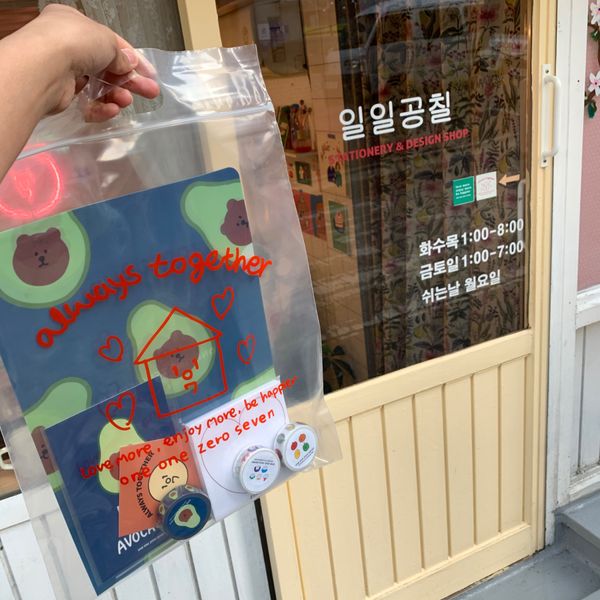 일일공칠
STATIONERY & DESIGN SHOP
화수목 1:00-8:00
금토일 1:00-7:00
쉬는날 월요일
always together
Love more, enjoy more, be happier
one one zero seven
ALWAYS TOGETHER
AVOCA